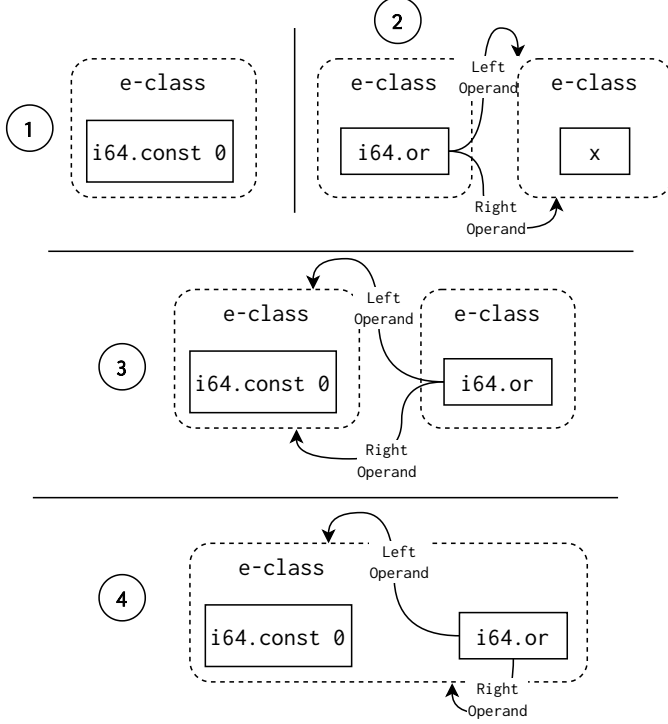 1
e-class
i64.const 0
2
e-class
i64.or
Left
Operand
Right
Operand
e-class
x
3
e-class
i64.const 0
Left
Operand
Right
Operand
e-class
i64.or
4
e-class
i64.const 0
Left
Operand
i64.or
Right
Operand